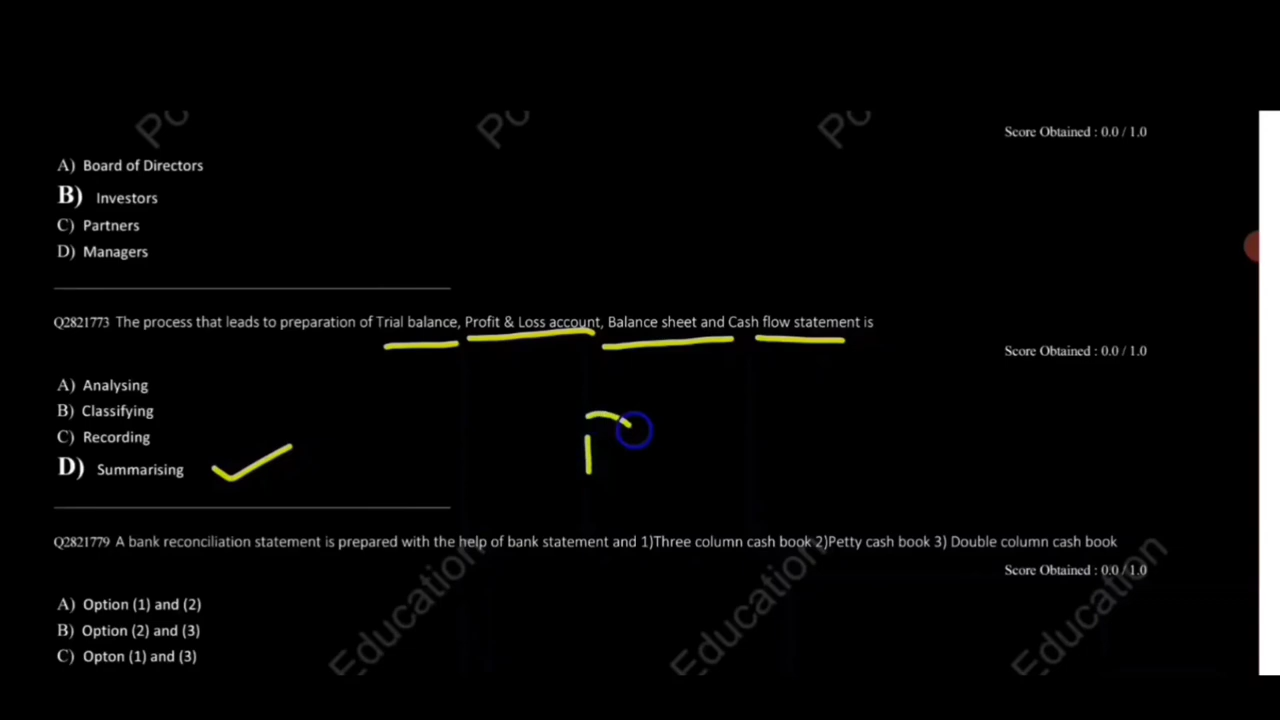 Score Obtained : 0.0 / 1.0
A) Board of Directors
B) Investors
C) Partners
D) Managers
Q2821773 The process that leads to preparation of Trial balance, Profit & Loss account, Balance sheet and Cash flow statement is
Score Obtained : 0.0 / 1.0
A) Analysing
B) Classifying
C) Recording
D) Summarising
Q2821779 A bank reconciliation statement is prepared with the help of bank statement and 1)Three column cash book 2)Petty cash book 3) Double column cash book
Score Obtained : 0.0 / 1.0
A) Option (1) and (2)
B) Option (2) and (3)
C) Opton (1) and (3)
Education
Education
Education